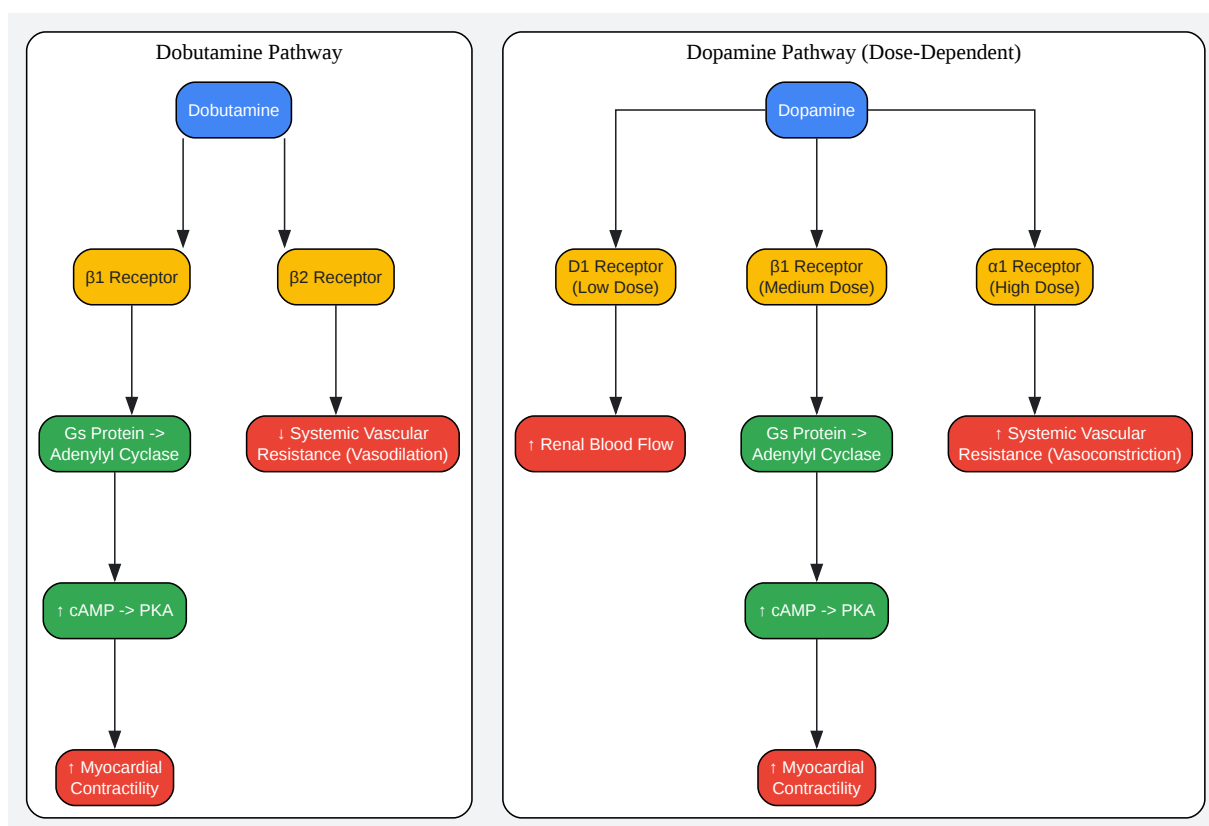 Dobutamine Pathway
Dobutamine
β1 Receptor
β2 Receptor
Gs Protein ->
Adenylyl Cyclase
↓ Systemic Vascular
Resistance (Vasodilation)
↑ cAMP -> PKA
↑ Myocardial
Contractility
Dopamine Pathway (Dose-Dependent)
Dopamine
D1 Receptor
(Low Dose)
β1 Receptor
(Medium Dose)
α1 Receptor
(High Dose)
↑ Renal Blood Flow
Gs Protein ->
Adenylyl Cyclase
↑ Systemic Vascular
Resistance (Vasoconstriction)
↑ cAMP -> PKA
↑ Myocardial
Contractility